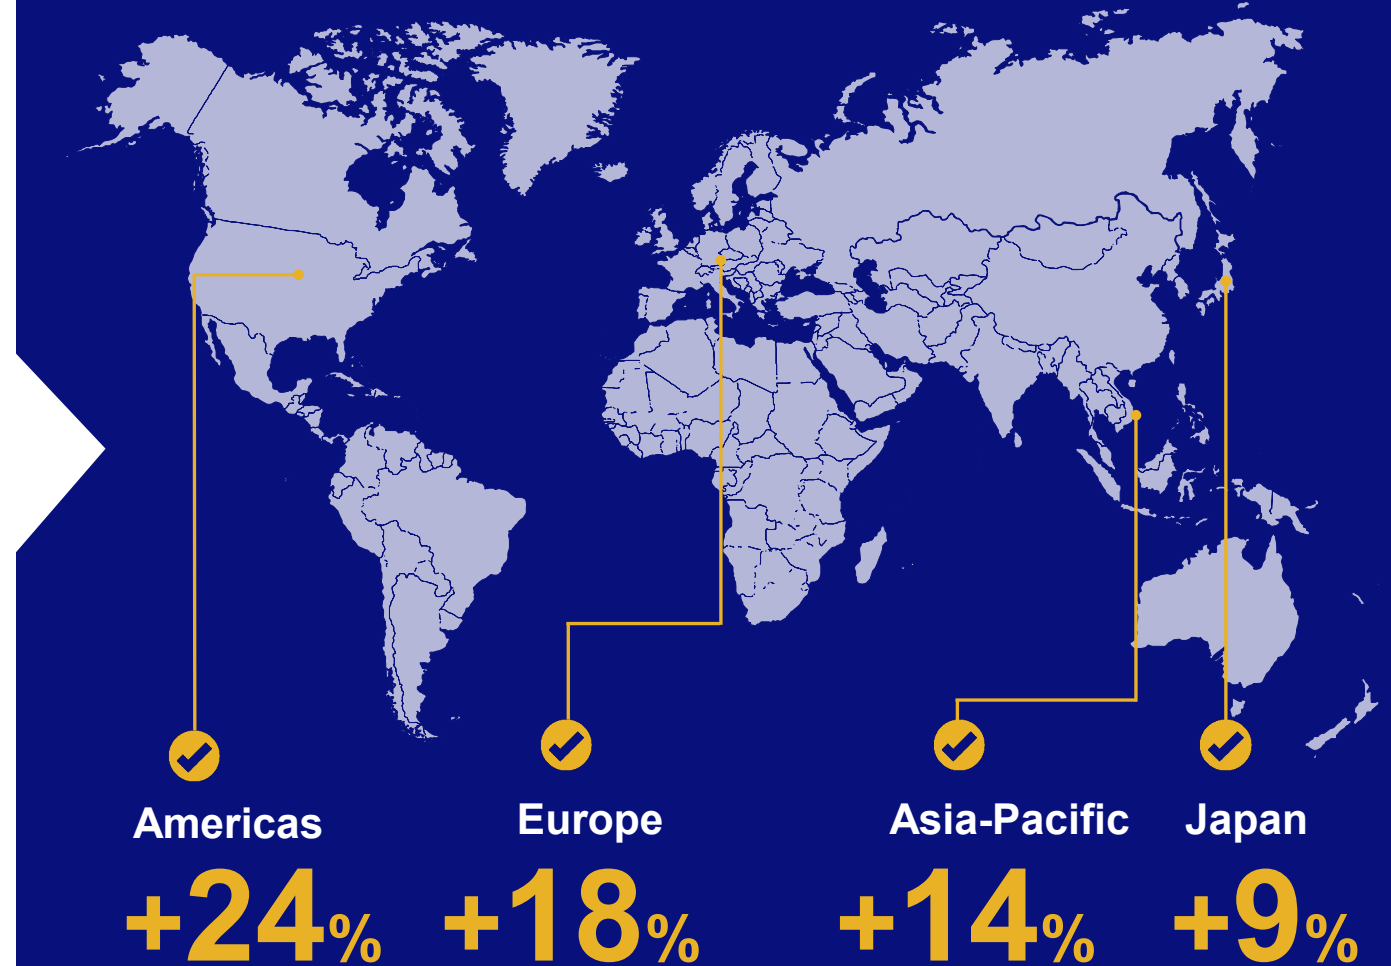 Americas
Europe
Asia-Pacific
Japan
+24%
+18%
+14%
+9%